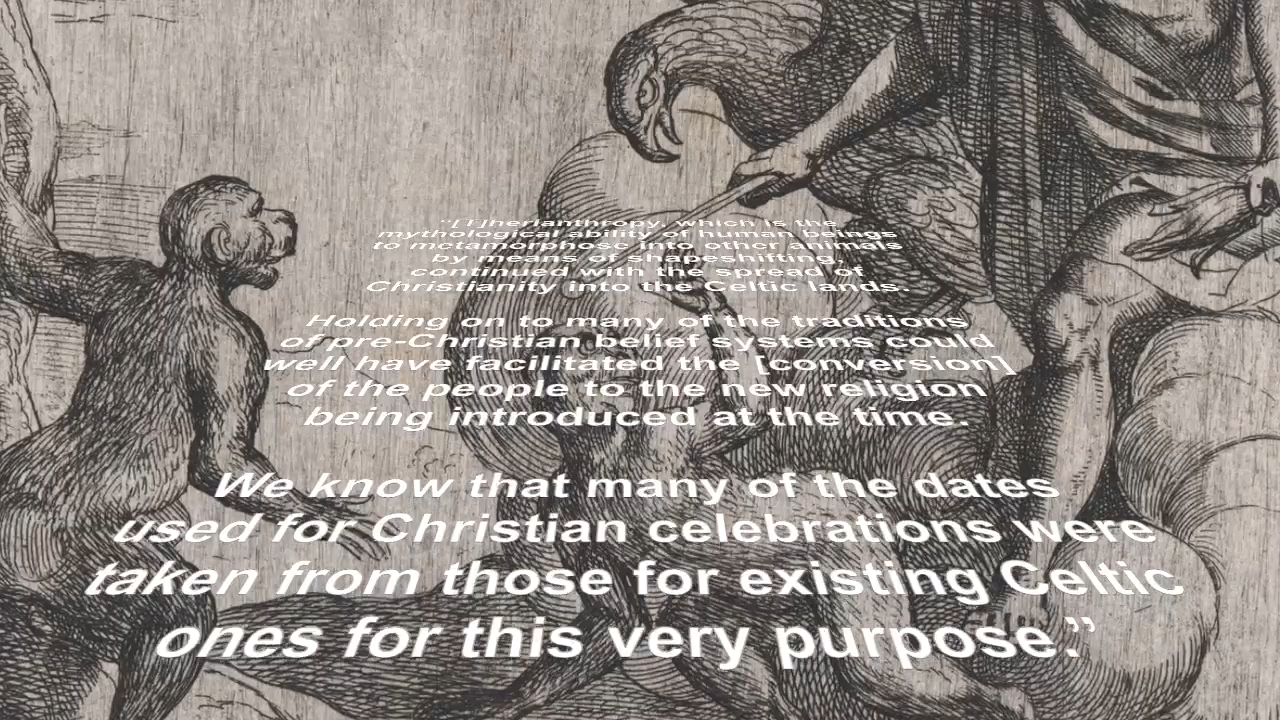 “[T]herianthropy, which is the
mythological ability of human beings
to metamorphose into other animals
by means of shapeshifting,
continued with the spread of
Christianity into the Celtic lands.
Holding on to many of the traditions
of pre-Christian belief systems could
well have facilitated the [conversion]
of the people to the new religion
being introduced at the time.
We know that many of the dates
used for Christian celebrations were
taken from those for existing Celtic
ones for this very purpose.”